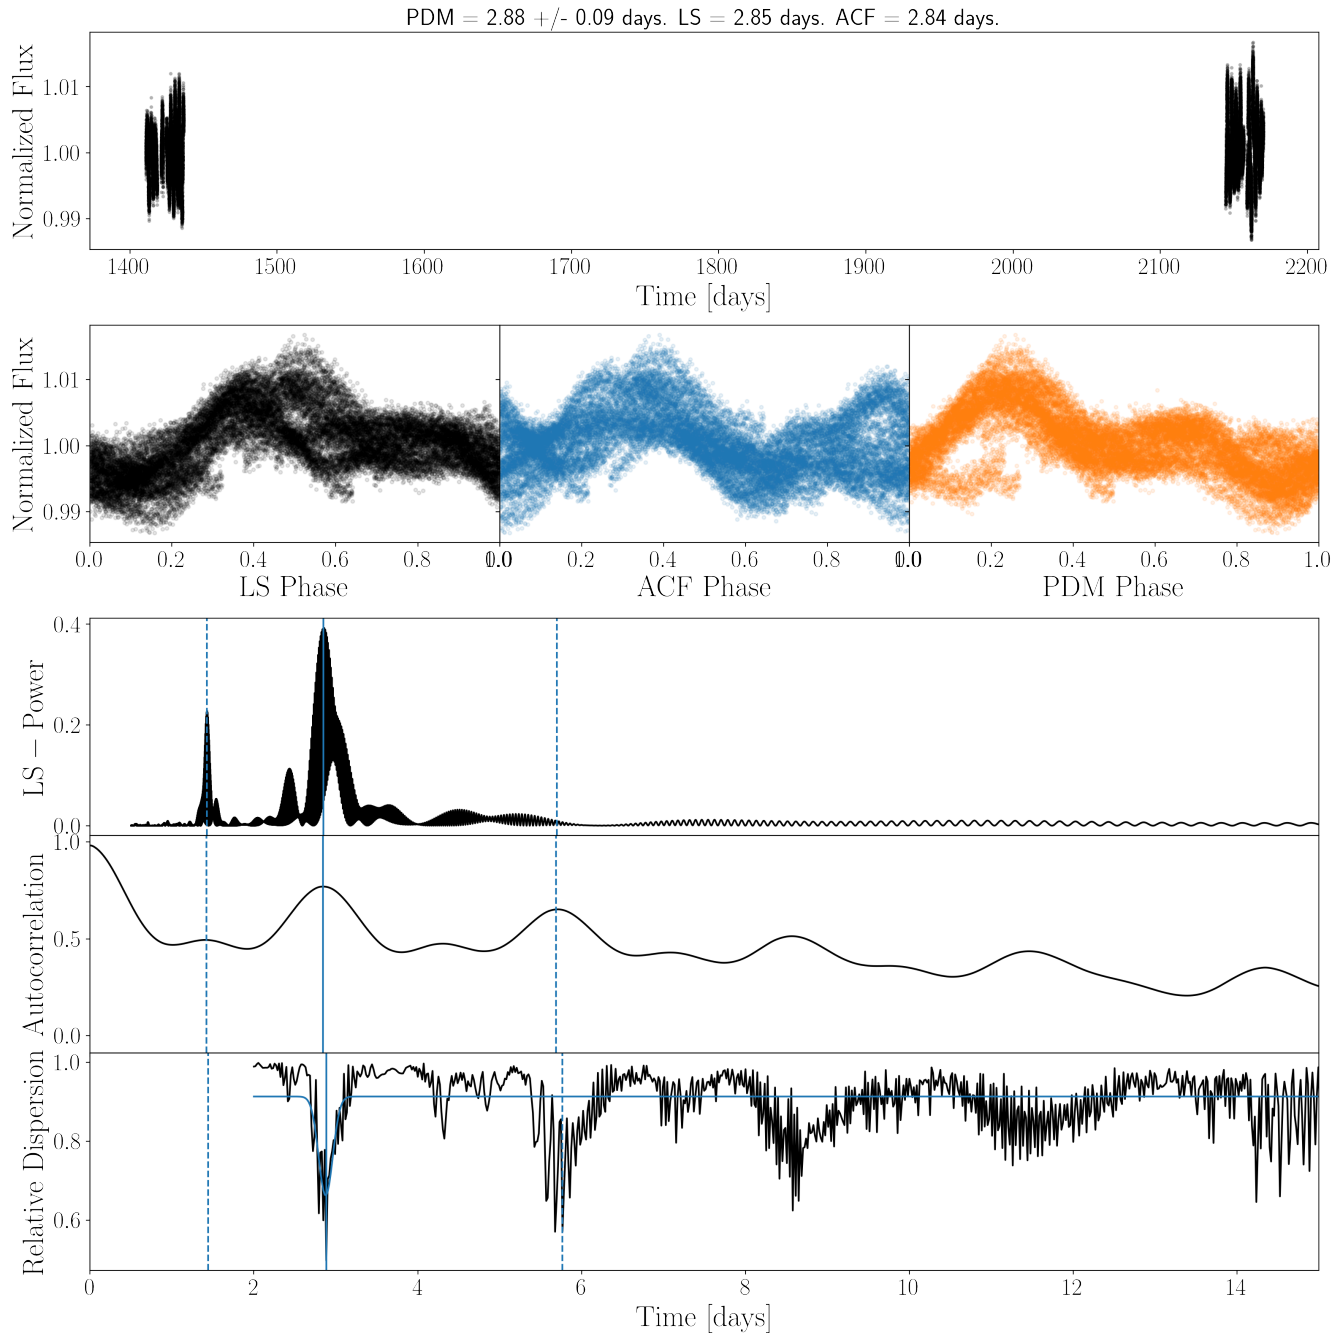 PDM = 2.88 +/- 0.09 days. LS = 2.85 days. ACF = 2.84 days.
Normalized Flux
1.01
1.00
0.99
1400 1500 1600 1700 1800 1900 2000 2100 2200
Time [days]
Normalized Flux
1.01
1.00
0.99
0.0 0.2 0.4 0.6 0.8 1.0
0.0 0.2 0.4 0.6 0.8 1.0
0.0 0.2 0.4 0.6 0.8 1.0
LS Phase
ACF Phase
PDM Phase
LS − Power
0.4
0.2
0.0
Autocorrelation
1.0
0.5
0.0
Relative Dispersion
1.0
0.8
0.6
0 2 4 6 8 10 12 14
Time [days]